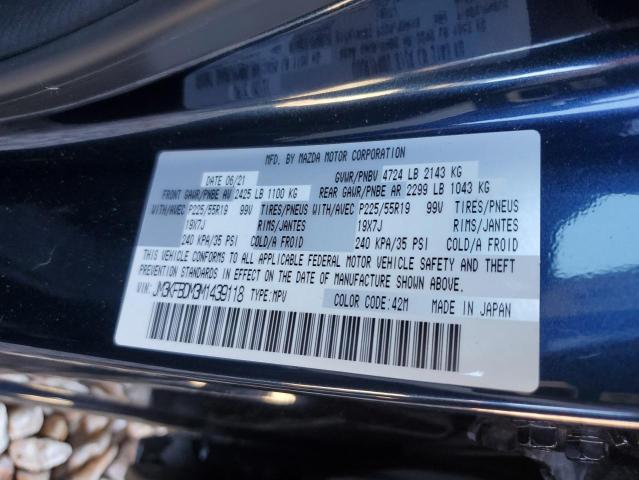 MFD. BY MAZDA MOTOR CORPORATION
DATE 06/21 GVWR/PNBV 4724 LB 2143 KG
FRONT GAWR/PNBE AV 2425 LB 1100 KG REAR GAWR/PNBE AR 2299 LB 1043 KG
WITH/AVEC P225/55R19 99V TIRES/PNEUS WITH/AVEC P225/55R19 99V TIRES/PNEUS
19X7J RIMS/JANTES 19X7J RIMS/JANTES
240 KPA/35 PSI COLD/A FROID 240 KPA/35 PSI COLD/A FROID
THIS VEHICLE CONFORMS TO ALL APPLICABLE FEDERAL MOTOR VEHICLE SAFETY AND THEFT
PREVENTION STANDARDS IN EFFECT ON THE DATE OF MANUFACTURE SHOWN ABOVE.
VIN: JM3KFBDM3M1439118 TYPE:MPV COLOR CODE:42M MADE IN JAPAN